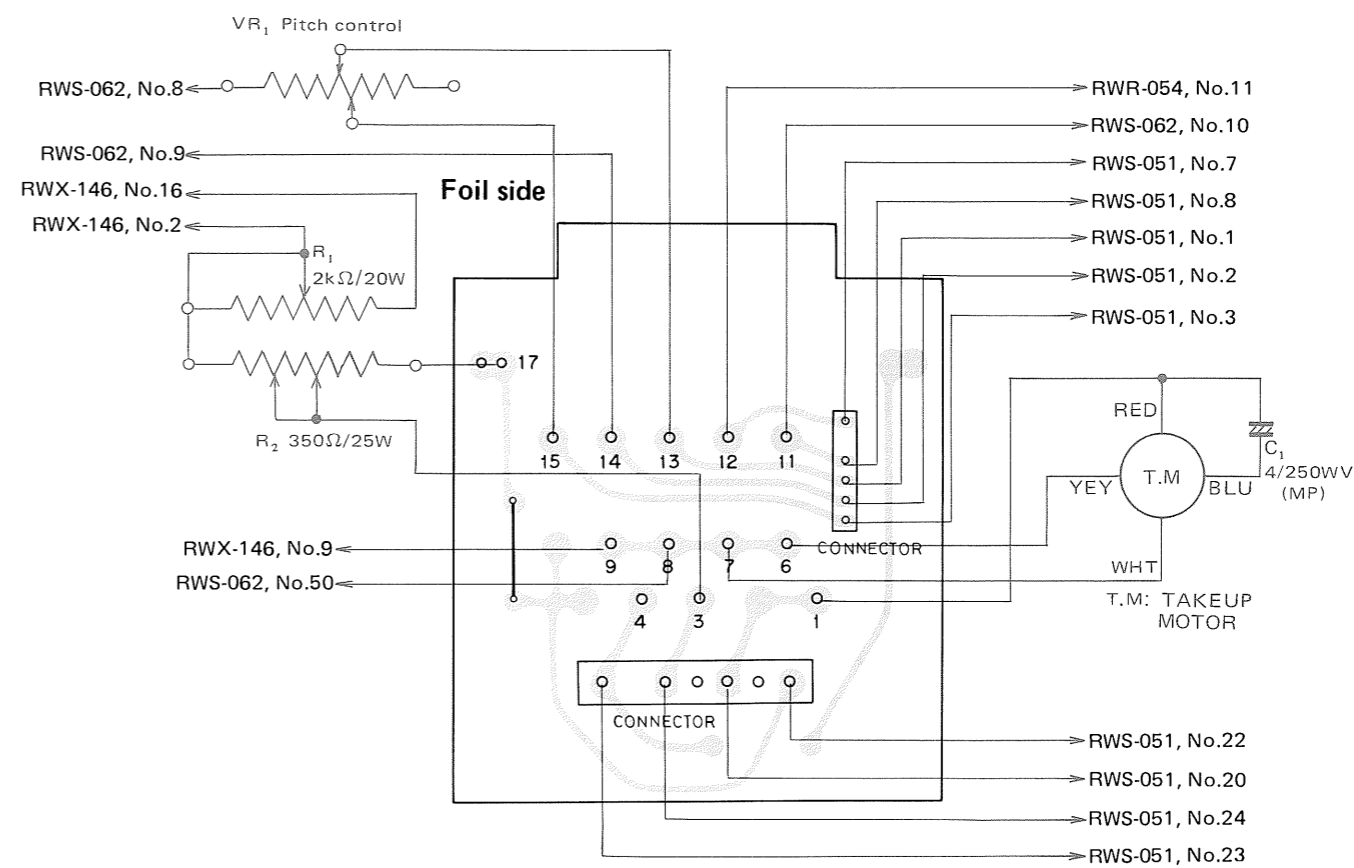 VR1 Pitch control
RWS-062, No.8
RWS-062, No.9
RWX-146, No.16
RWX-146, No.2
R1
2kΩ/20W
R2 350Ω/25W
Foil side
RWR-054, No.11
RWS-062, No.10
RWS-051, No.7
RWS-051, No.8
RWS-051, No.1
RWS-051, No.2
RWS-051, No.3
17
15
14
13
12
11
RED
YEY
T.M
BLU
C1
4/250WV
(MP)
WHT
T.M: TAKEUP
MOTOR
CONNECTOR
RWX-146, No.9
RWS-062, No.50
9
8
7
6
4
3
1
CONNECTOR
RWS-051, No.22
RWS-051, No.20
RWS-051, No.24
RWS-051, No.23